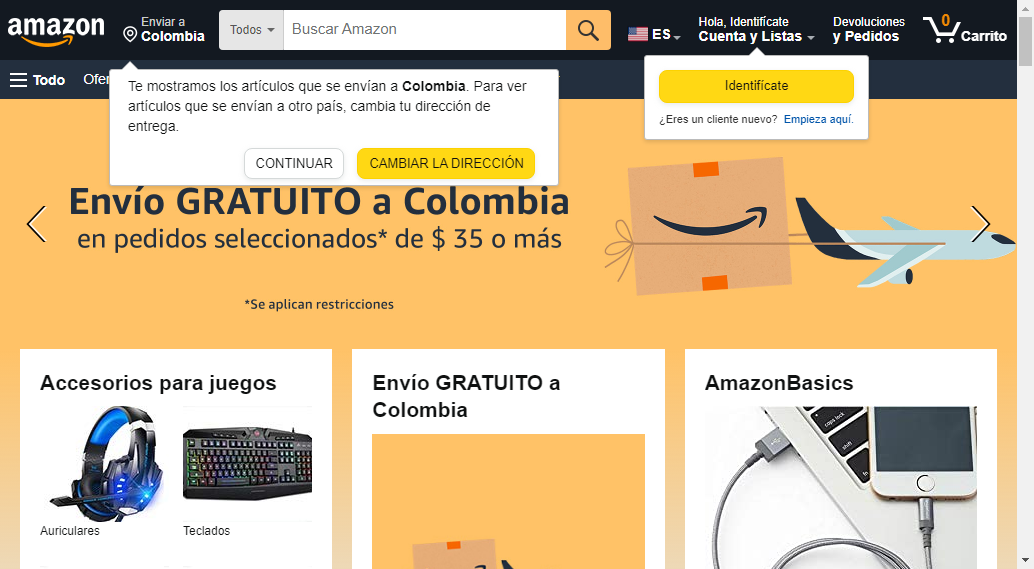 amazon
Enviar a
Colombia
Todos
Buscar Amazon
ES
Hola, Identifícate
Cuenta y Listas
Devoluciones
y Pedidos
0
Carrito
Todo
Te mostramos los artículos que se envían a Colombia. Para ver
artículos que se envían a otro país, cambia tu dirección de
entrega.
CONTINUAR
CAMBIAR LA DIRECCIÓN
Identifícate
¿Eres un cliente nuevo? Empieza aquí.
Envío GRATUITO a Colombia
en pedidos seleccionados* de $ 35 o más
*Se aplican restricciones
Accesorios para juegos
Auriculares
Teclados
Envío GRATUITO a
Colombia
AmazonBasics
caps lock
shift